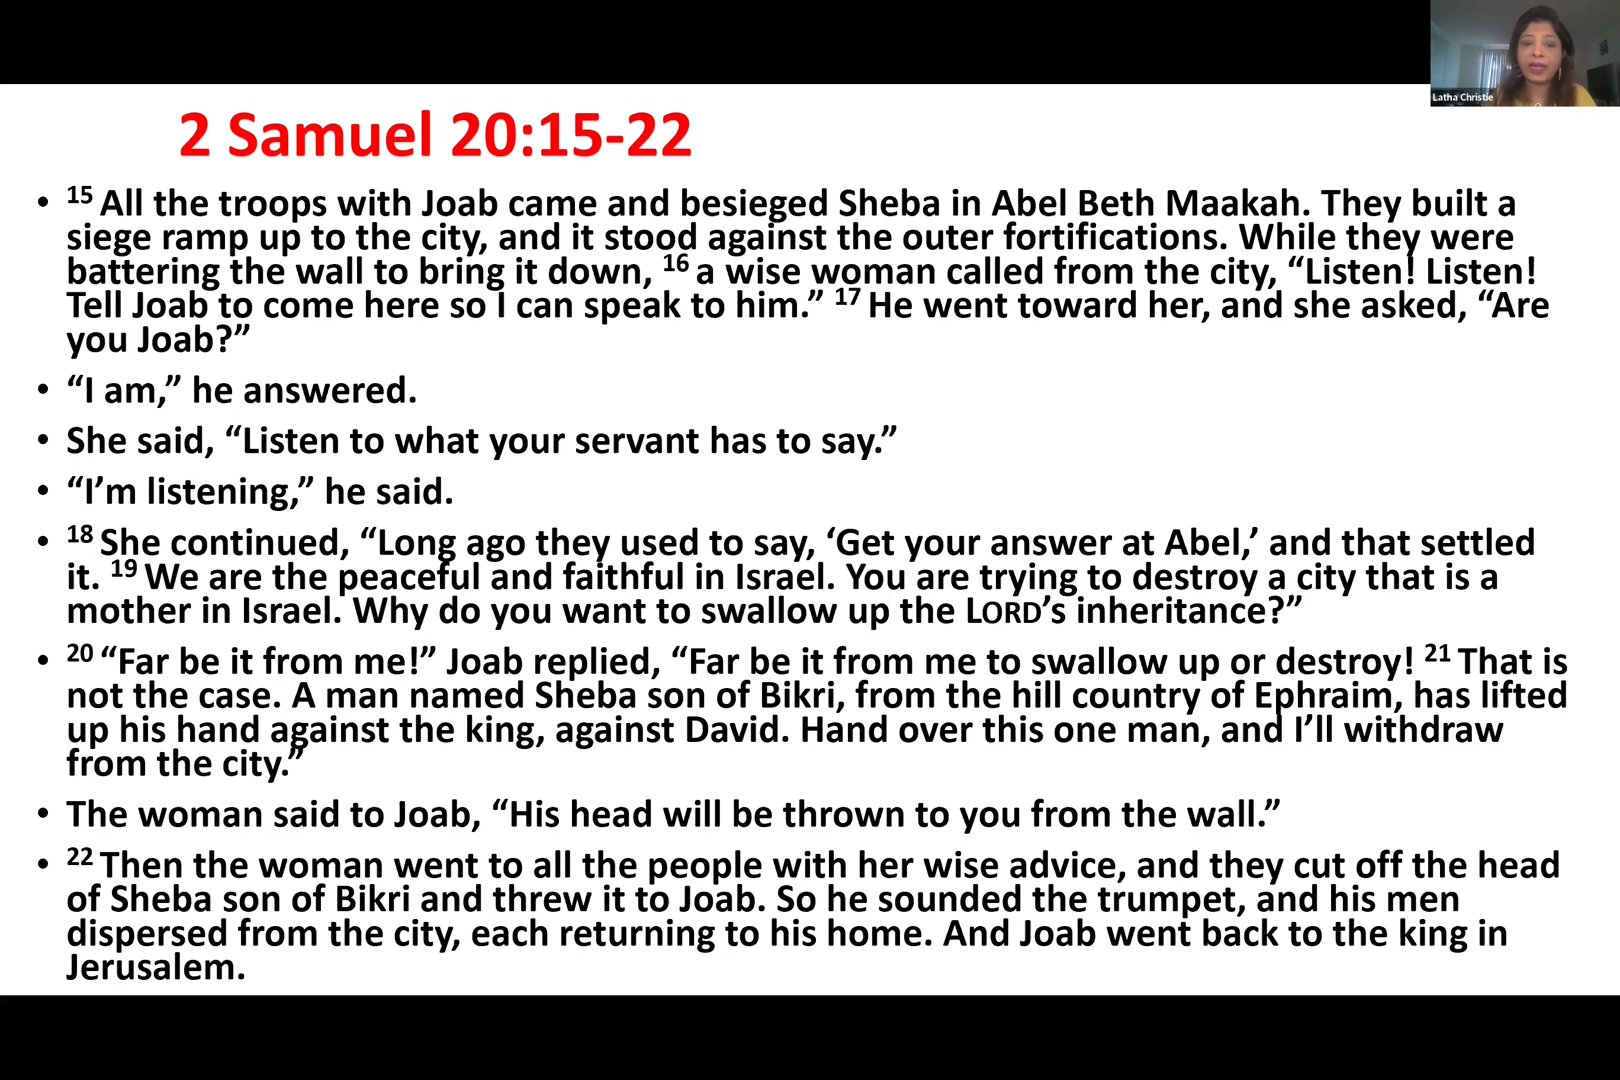 Latha Christie
2 Samuel 20:15-22
• 15 All the troops with Joab came and besieged Sheba in Abel Beth Maakah. They built a
siege ramp up to the city, and it stood against the outer fortifications. While they were
battering the wall to bring it down, 16 a wise woman called from the city, “Listen! Listen!
Tell Joab to come here so I can speak to him.” 17 He went toward her, and she asked, “Are
you Joab?”
• “I am,” he answered.
• She said, “Listen to what your servant has to say.”
• “I’m listening,” he said.
• 18 She continued, “Long ago they used to say, ‘Get your answer at Abel,’ and that settled
it. 19 We are the peaceful and faithful in Israel. You are trying to destroy a city that is a
mother in Israel. Why do you want to swallow up the LORD’s inheritance?”
• 20 “Far be it from me!” Joab replied, “Far be it from me to swallow up or destroy! 21 That is
not the case. A man named Sheba son of Bikri, from the hill country of Ephraim, has lifted
up his hand against the king, against David. Hand over this one man, and I’ll withdraw
from the city.”
• The woman said to Joab, “His head will be thrown to you from the wall.”
• 22 Then the woman went to all the people with her wise advice, and they cut off the head
of Sheba son of Bikri and threw it to Joab. So he sounded the trumpet, and his men
dispersed from the city, each returning to his home. And Joab went back to the king in
Jerusalem.